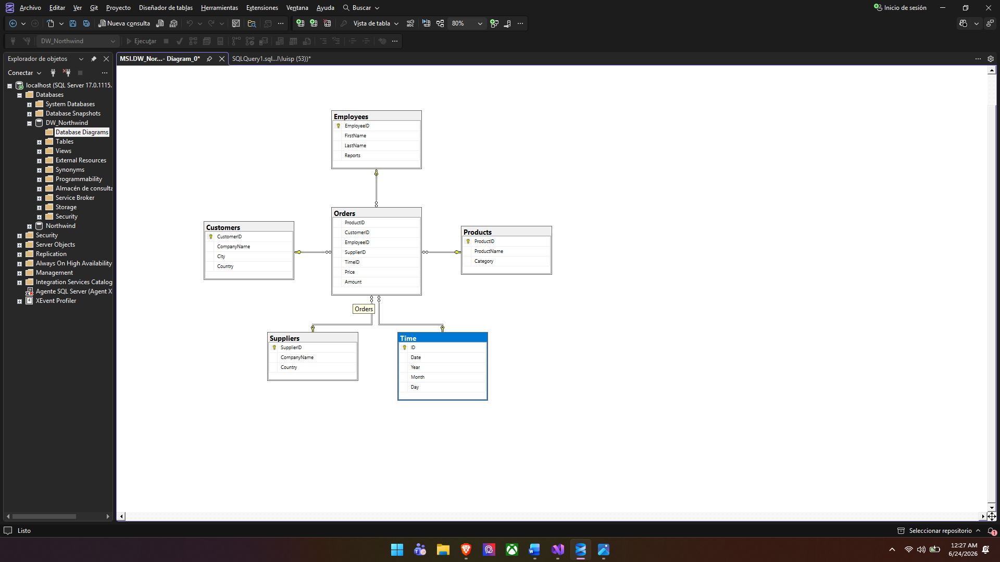 Archivo Editar Ver Git Proyecto Diseñador de tablas Herramientas Extensiones Ventana Ayuda Buscar Inicio de sesión
Nueva consulta DAX Vista de tabla abc 80%
DW_Northwind Ejecutar
Explorador de objetos
MSI.DW_Nor...- Diagram_0*
SQLQuery1.sql...l\luisp (53))*
Conectar
localhost (SQL Server 17.0.1115.
Databases
System Databases
Database Snapshots
DW_Northwind
Database Diagrams
Tables
Views
External Resources
Synonyms
Programmability
Almacén de consulta
Service Broker
Storage
Security
Northwind
Security
Server Objects
Replication
Always On High Availability
Management
Integration Services Catalog
Agente SQL Server (Agent X
XEvent Profiler
Employees
EmployeeID
FirstName
LastName
Reports
Orders
ProductID
CustomerID
EmployeeID
SupplierID
TimeID
Price
Amount
Customers
CustomerID
CompanyName
City
Country
Products
ProductID
ProductName
Category
Orders
Suppliers
SupplierID
CompanyName
Country
Time
ID
Date
Year
Month
Day
Listo
Seleccionar repositorio
1
12:27 AM
6/24/2026